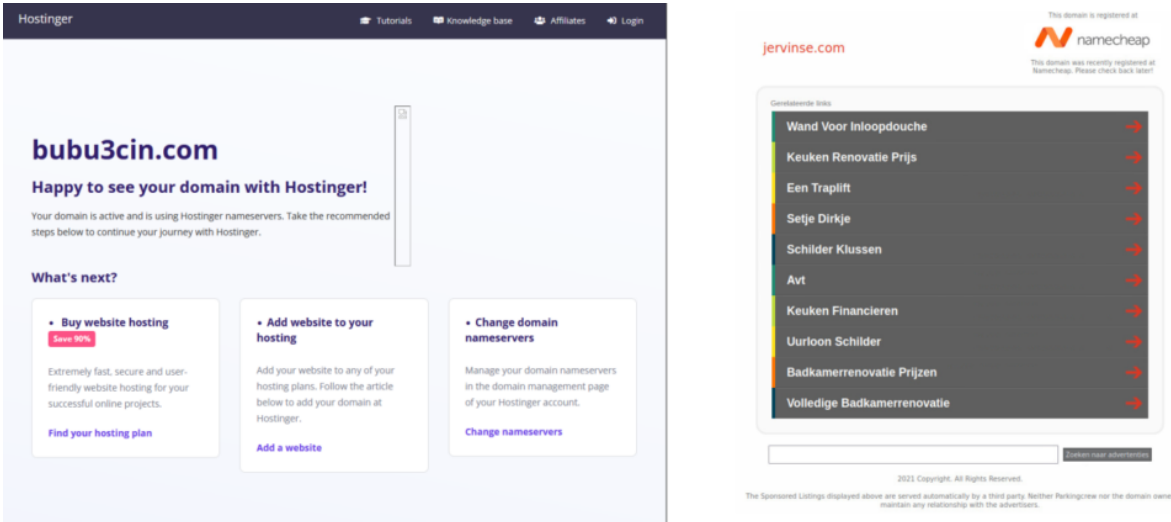 Hostinger
Tutorials
Knowledge base
Affiliates
Login
bubu3cin.com
Happy to see your domain with Hostinger!
Your domain is active and is using Hostinger nameservers. Take the recommended
steps below to continue your journey with Hostinger.
What's next?
• Buy website hosting
Save 90%
Extremely fast, secure and user-
friendly website hosting for your
successful online projects.
Find your hosting plan
• Add website to your
hosting
Add your website to any of your
hosting plans. Follow the article
below to add your domain at
Hostinger.
Add a website
• Change domain
nameservers
Manage your domain nameservers
in the domain management page
of your Hostinger account.
Change nameservers
This domain is registered at
namecheap
This domain was recently registered at
Namecheap. Please check back later!
jervinse.com
Gerelateerde links
Wand Voor Inloopdouche
Keuken Renovatie Prijs
Een Traplift
Setje Dirkje
Schilder Klussen
Avt
Keuken Financieren
Uurloon Schilder
Badkamerrenovatie Prijzen
Volledige Badkamerrenovatie
Zoeken naar advertenties
2021 Copyright. All Rights Reserved.
The Sponsored Listings displayed above are served automatically by a third party. Neither Parkingcrew nor the domain owne
maintain any relationship with the advertisers.